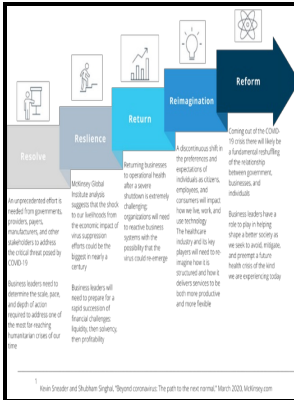 Reform
Reimagination
Return
Resilience
Resolve
An unprecedented effort is
needed from governments,
providers, payers,
manufacturers, and other
stakeholders to address
the critical threat posed by
COVID-19
Business leaders need to
determine the scale, pace,
and depth of action
required to address one of
the most far reaching
humanitarian crises of our
time
McKinsey Global
Institute analysis
suggests that the shock
to our livelihoods from
the economic impact of
virus suppression
efforts could be the
biggest in nearly a
century
Business leaders will
need to prepare for a
rapid succession of
financial challenges:
liquidity, then solvency,
then profitability
Returning businesses
to operational health
after a severe
shutdown is extremely
challenging;
organizations will need
to reactive business
systems with the
possibility that the
virus could re-emerge
A discontinuous shift in
the preferences and
expectations of
individuals as citizens,
employees, and
consumers will impact
how we live, work, and
use technology
The healthcare
industry and its key
players will need to re-
imagine how it is
structured and how it
delivers services to be
both more productive
and more flexible
Coming out of the COVID-
19 crisis there will likely be
a fundamental reshuffling
of the relationship
between government,
businesses, and
individuals
Business leaders have a
role to play in helping
shape a better society as
we seek to avoid, mitigate,
and preempt a future
health crisis of the kind
we are experiencing today
1
Kevin Sneader and Shubham Singhal, "Beyond coronavirus: The path to the next normal," March 2020, McKinsey.com